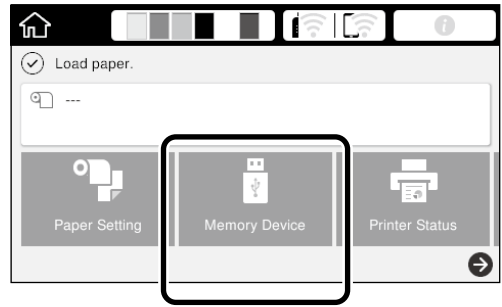 Load paper.
---
Paper Setting
Memory Device
Printer Status